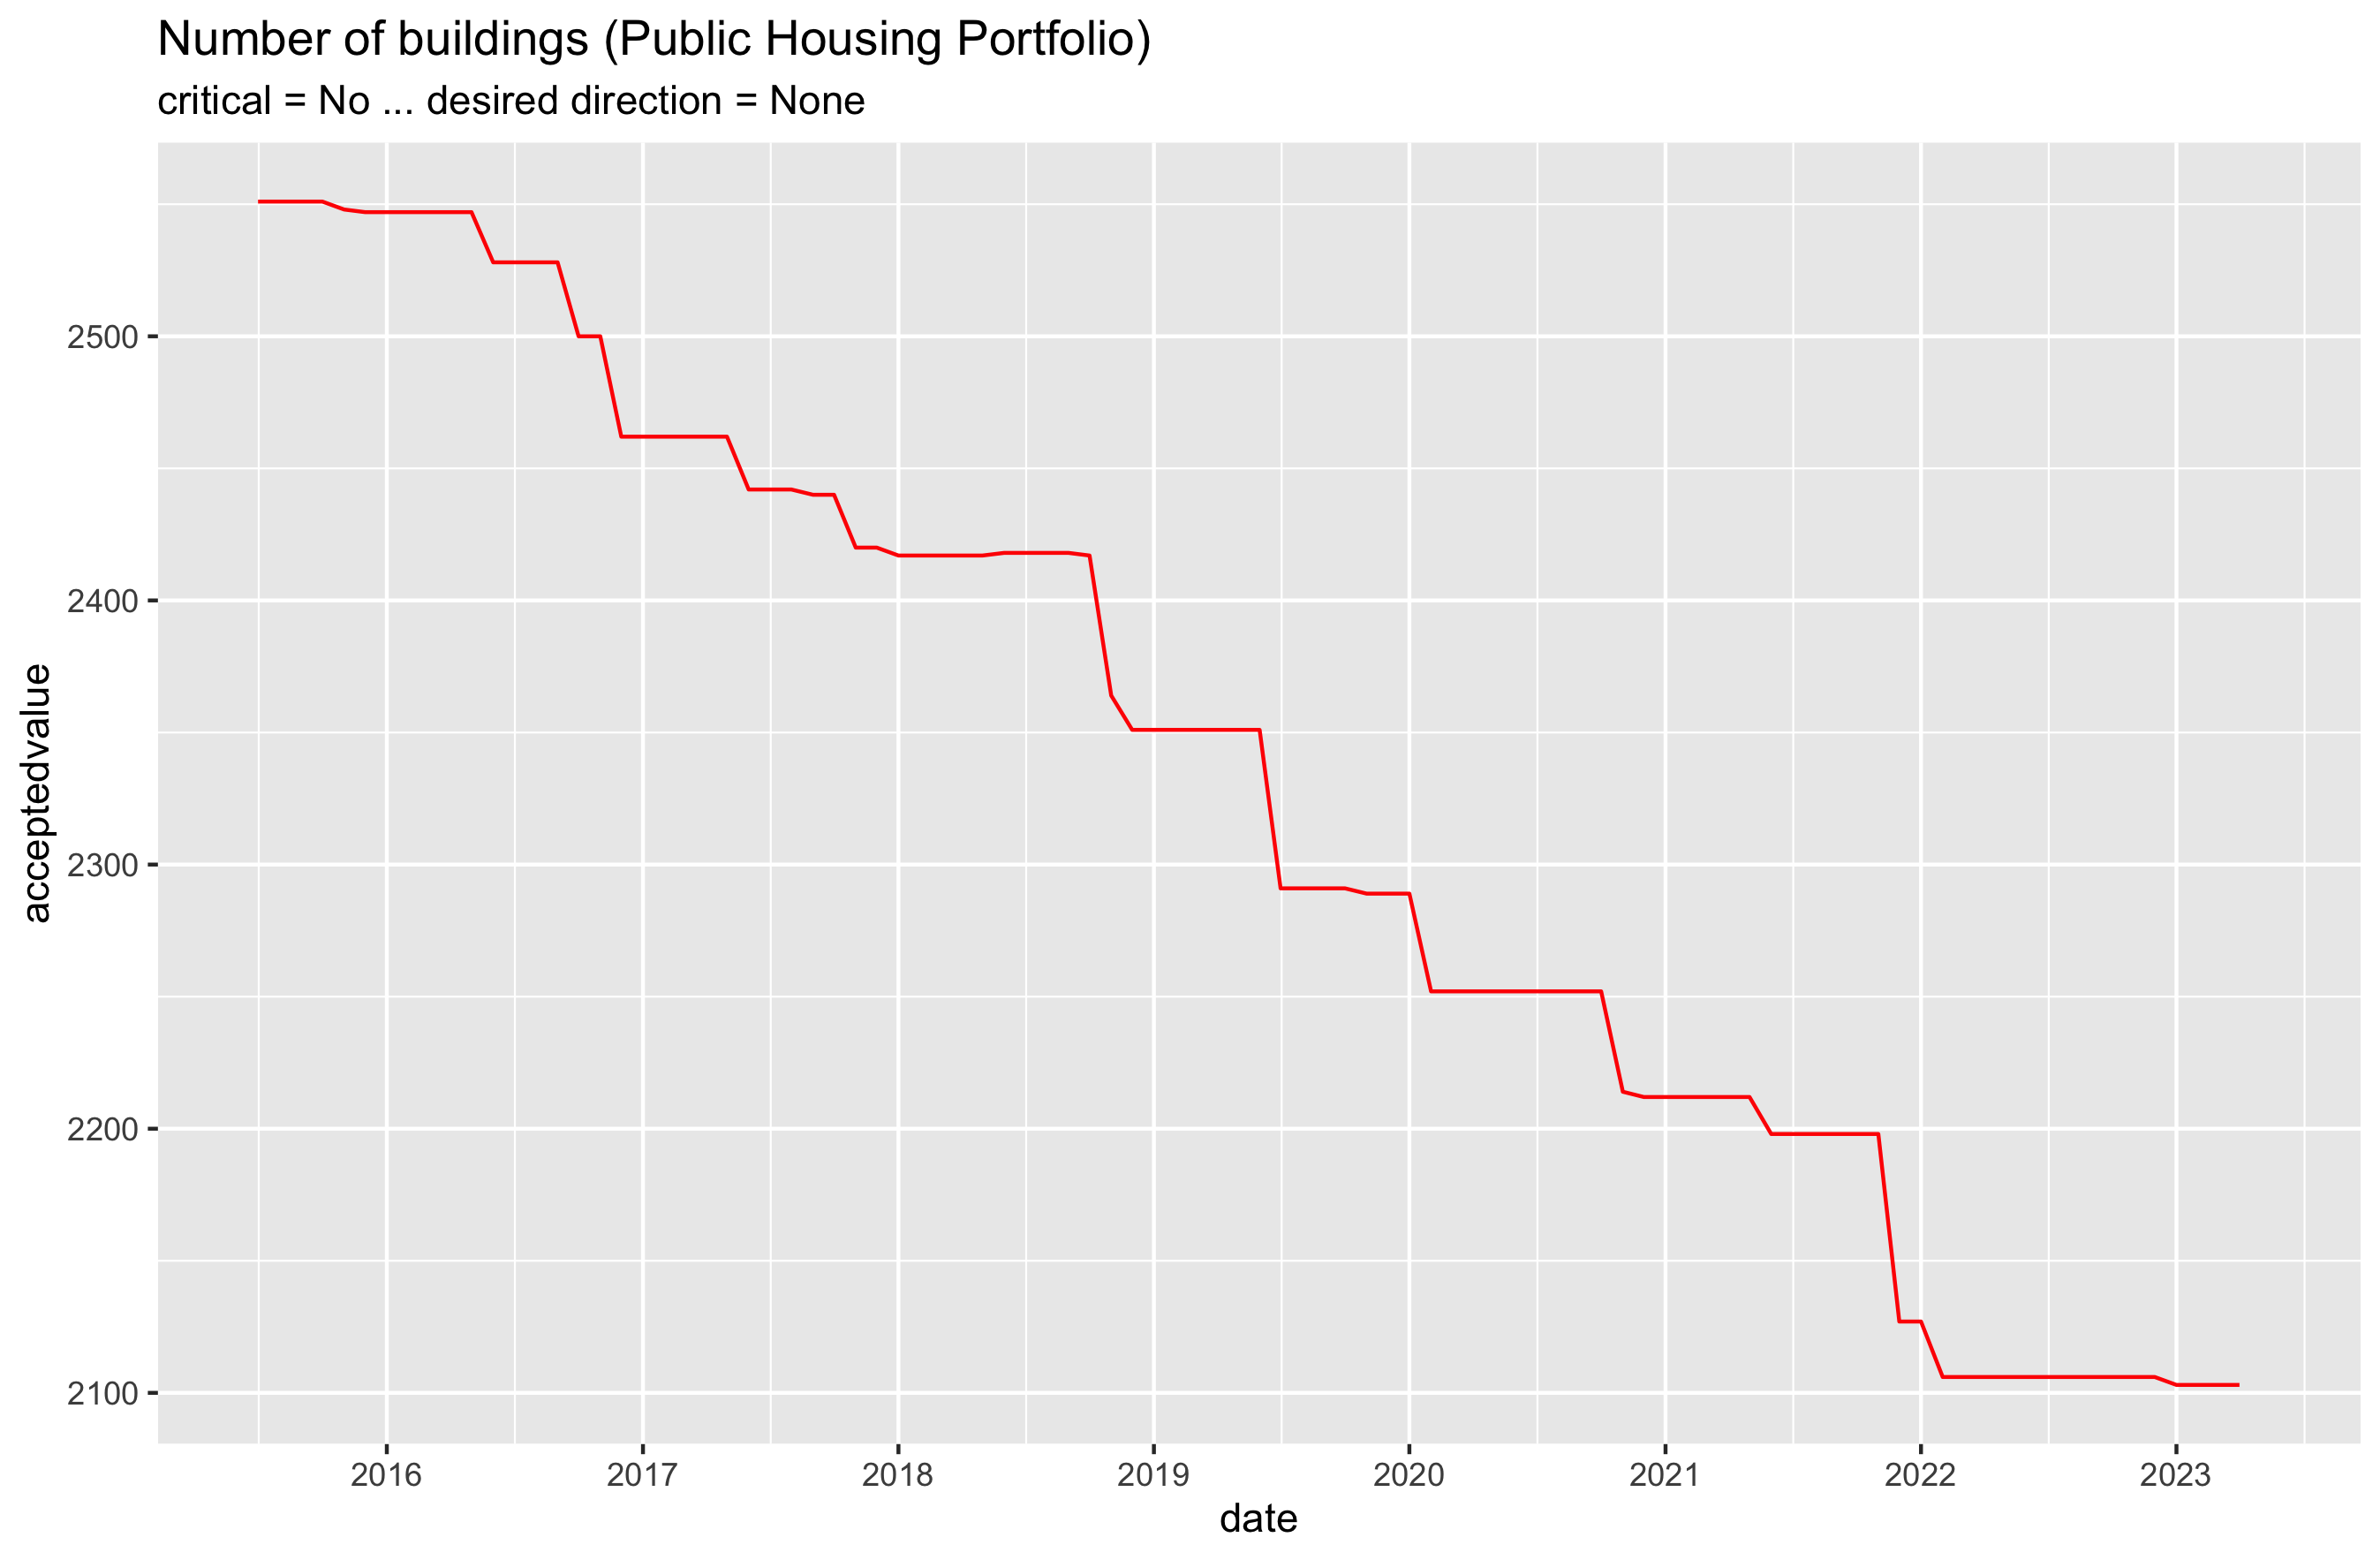 Number of buildings (Public Housing Portfolio)
critical = No ... desired direction = None
acceptedvalue
2500
2400
2300
2200
2100
2016 2017 2018 2019 2020 2021 2022 2023
date